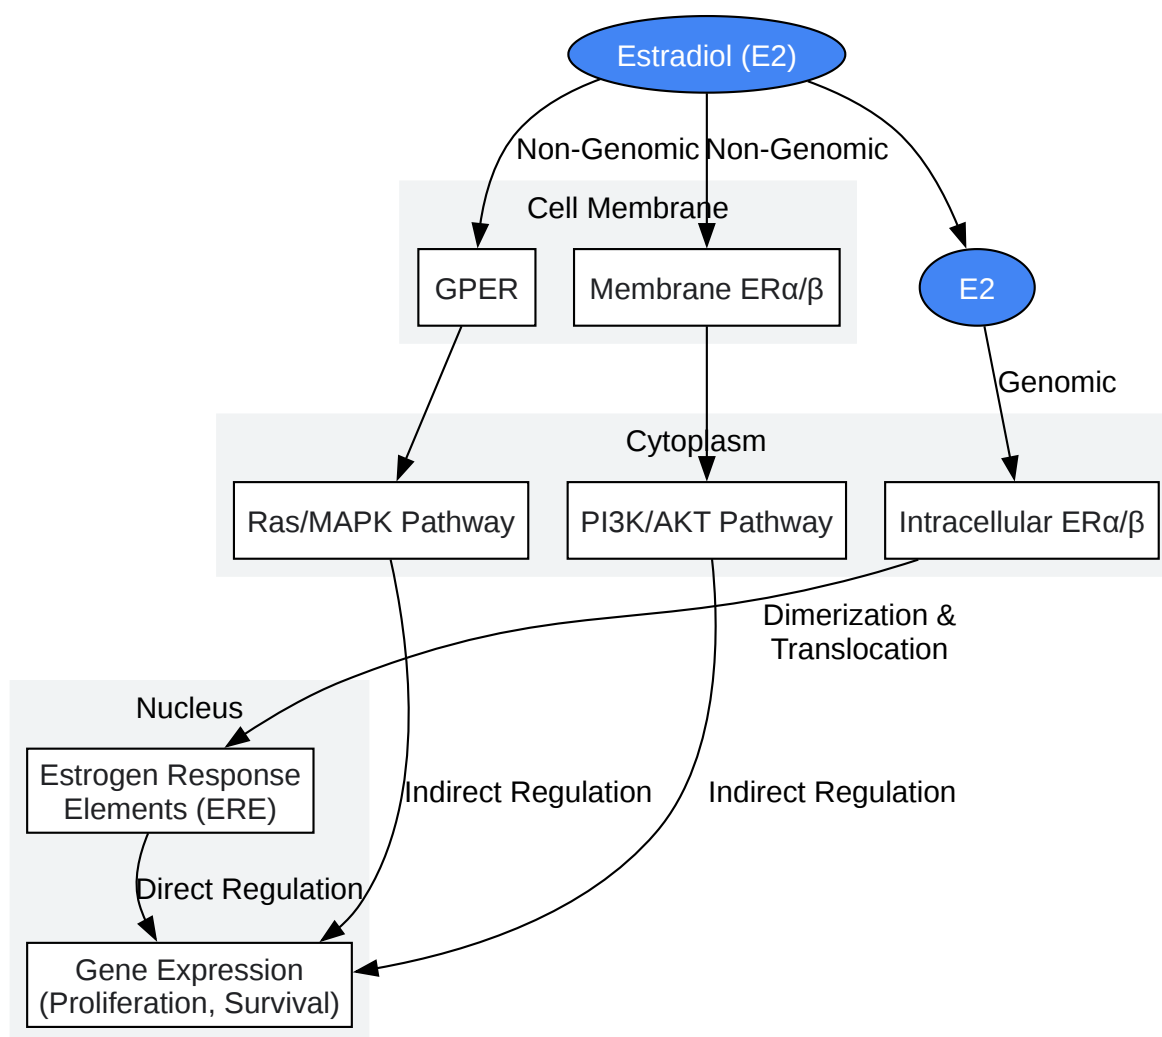 Estradiol (E2)
Non-Genomic
Non-Genomic
Cell Membrane
GPER
Membrane ERα/β
E2
Genomic
Cytoplasm
Ras/MAPK Pathway
PI3K/AKT Pathway
Intracellular ERα/β
Dimerization &
Translocation
Nucleus
Estrogen Response
Elements (ERE)
Indirect Regulation
Indirect Regulation
Direct Regulation
Gene Expression
(Proliferation, Survival)